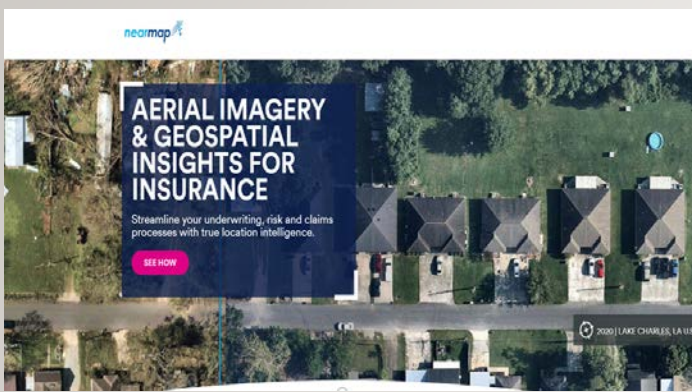 nearmap
AERIAL IMAGERY
& GEOSPATIAL
INSIGHTS FOR
INSURANCE
Streamline your underwriting, risk and claims
processes with true location intelligence.
SEE HOW
2020 | LAKE CHARLES, LA U.S